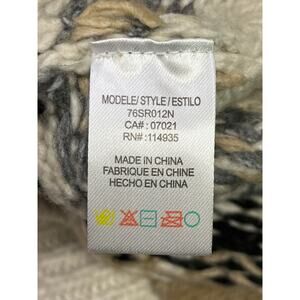 MODELE/ STYLE/ ESTILO
76SR012N
CA# : 07021
RN# :114935
MADE IN CHINA
FABRIQUE EN CHINE
HECHO EN CHINA